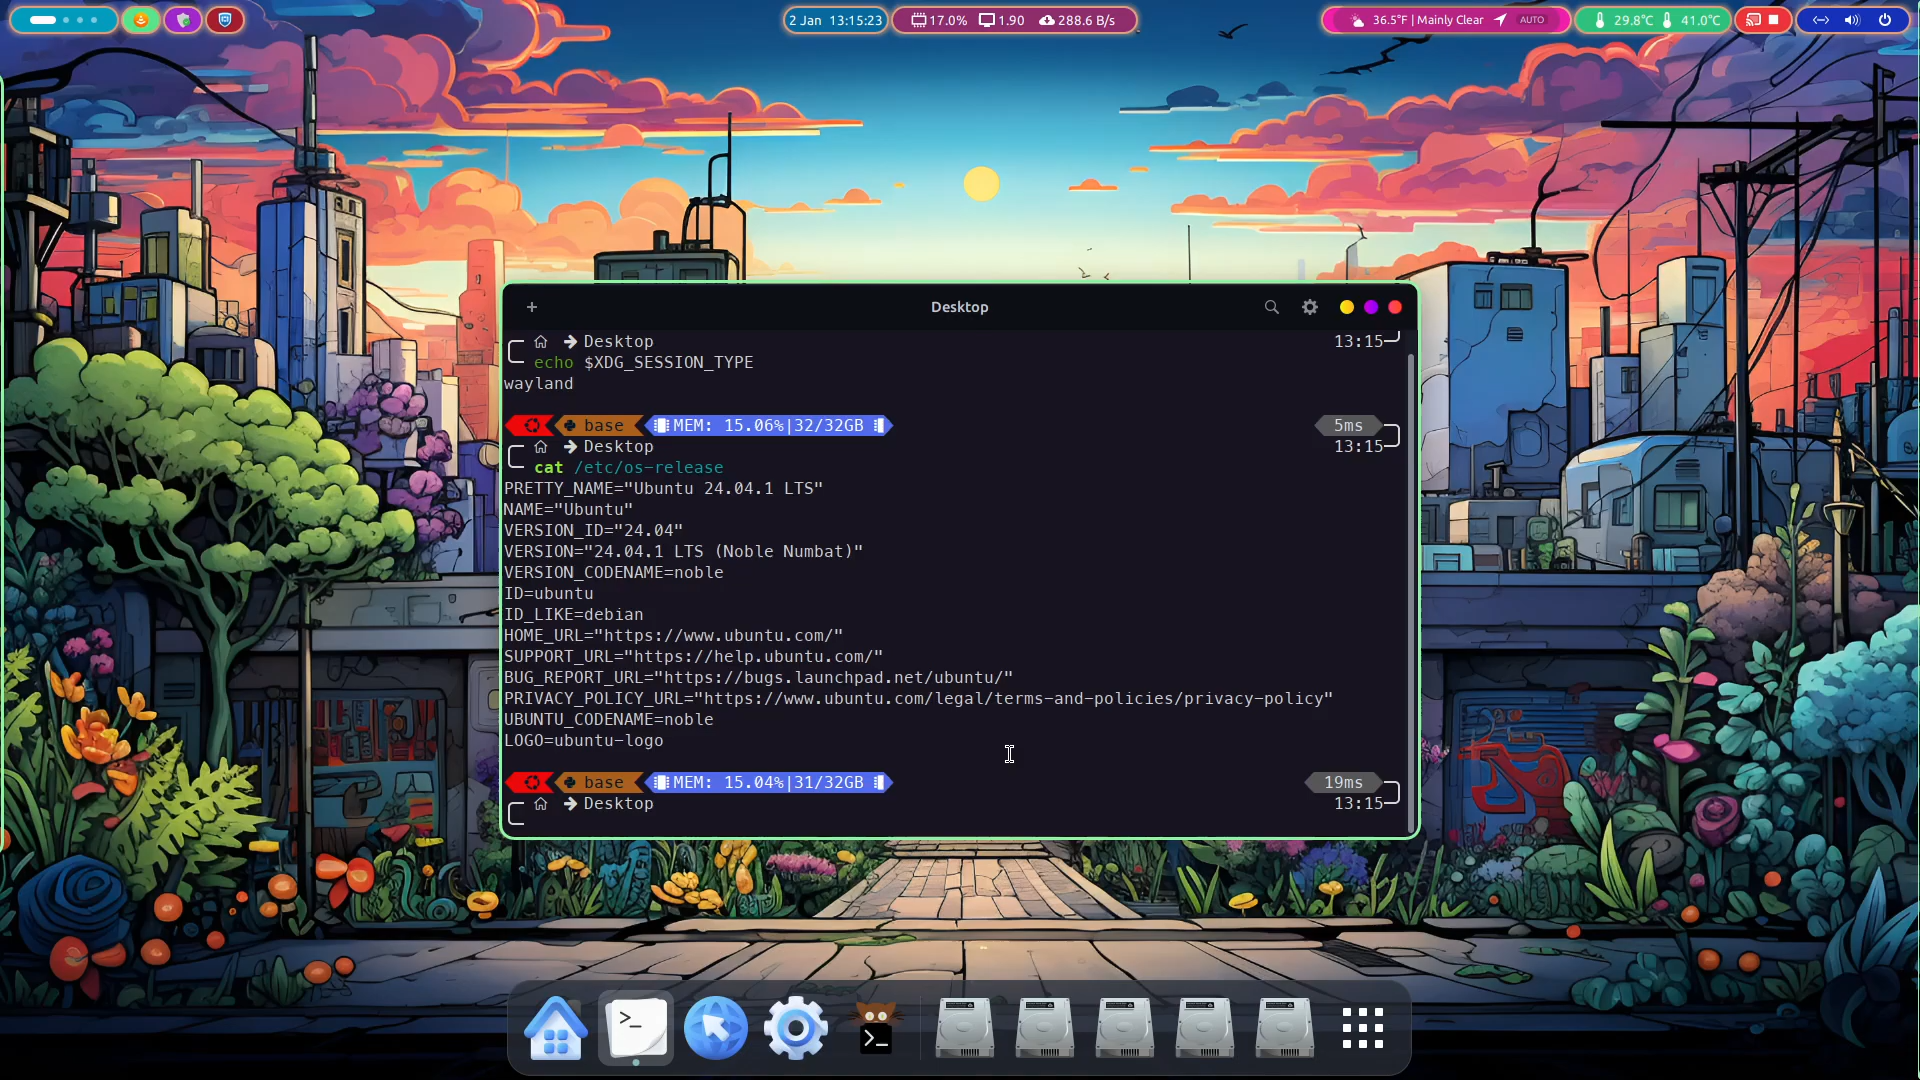 2 Jan 13:15:23
17.0% 1.90 288.6 B/s
36.5°F | Mainly Clear AUTO
29.8°C 41.0°C
+ Desktop
Desktop 13:15
echo $XDG_SESSION_TYPE
wayland
base MEM: 15.06%|32/32GB 5ms
Desktop 13:15
cat /etc/os-release
PRETTY_NAME="Ubuntu 24.04.1 LTS"
NAME="Ubuntu"
VERSION_ID="24.04"
VERSION="24.04.1 LTS (Noble Numbat)"
VERSION_CODENAME=noble
ID=ubuntu
ID_LIKE=debian
HOME_URL="https://www.ubuntu.com/"
SUPPORT_URL="https://help.ubuntu.com/"
BUG_REPORT_URL="https://bugs.launchpad.net/ubuntu/"
PRIVACY_POLICY_URL="https://www.ubuntu.com/legal/terms-and-policies/privacy-policy"
UBUNTU_CODENAME=noble
LOGO=ubuntu-logo
base MEM: 15.04%|31/32GB 19ms
Desktop 13:15